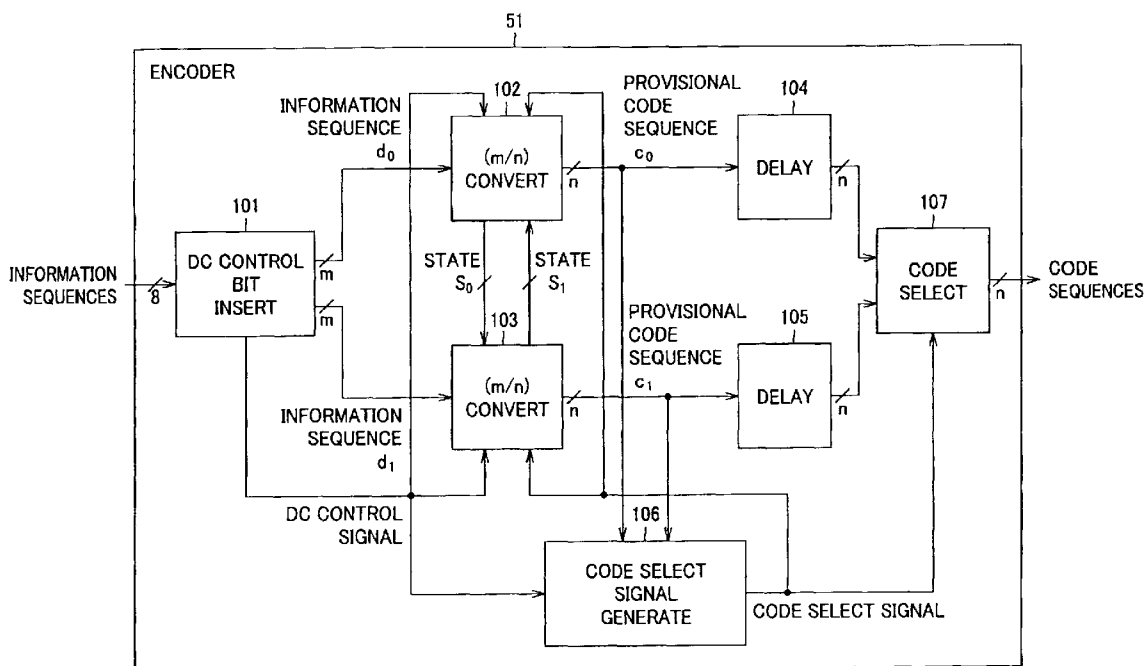 51
ENCODER
INFORMATION
SEQUENCE
d0
102
(m/n)
CONVERT
n
PROVISIONAL
CODE
SEQUENCE
c0
104
DELAY
n
101
DC CONTROL
BIT
INSERT
m
m
INFORMATION
SEQUENCES
8
STATE
S0
STATE
S1
107
CODE
SELECT
n
CODE
SEQUENCES
103
(m/n)
CONVERT
n
PROVISIONAL
CODE
SEQUENCE
c1
105
DELAY
n
INFORMATION
SEQUENCE
d1
DC CONTROL
SIGNAL
106
CODE SELECT
SIGNAL
GENERATE
CODE SELECT SIGNAL